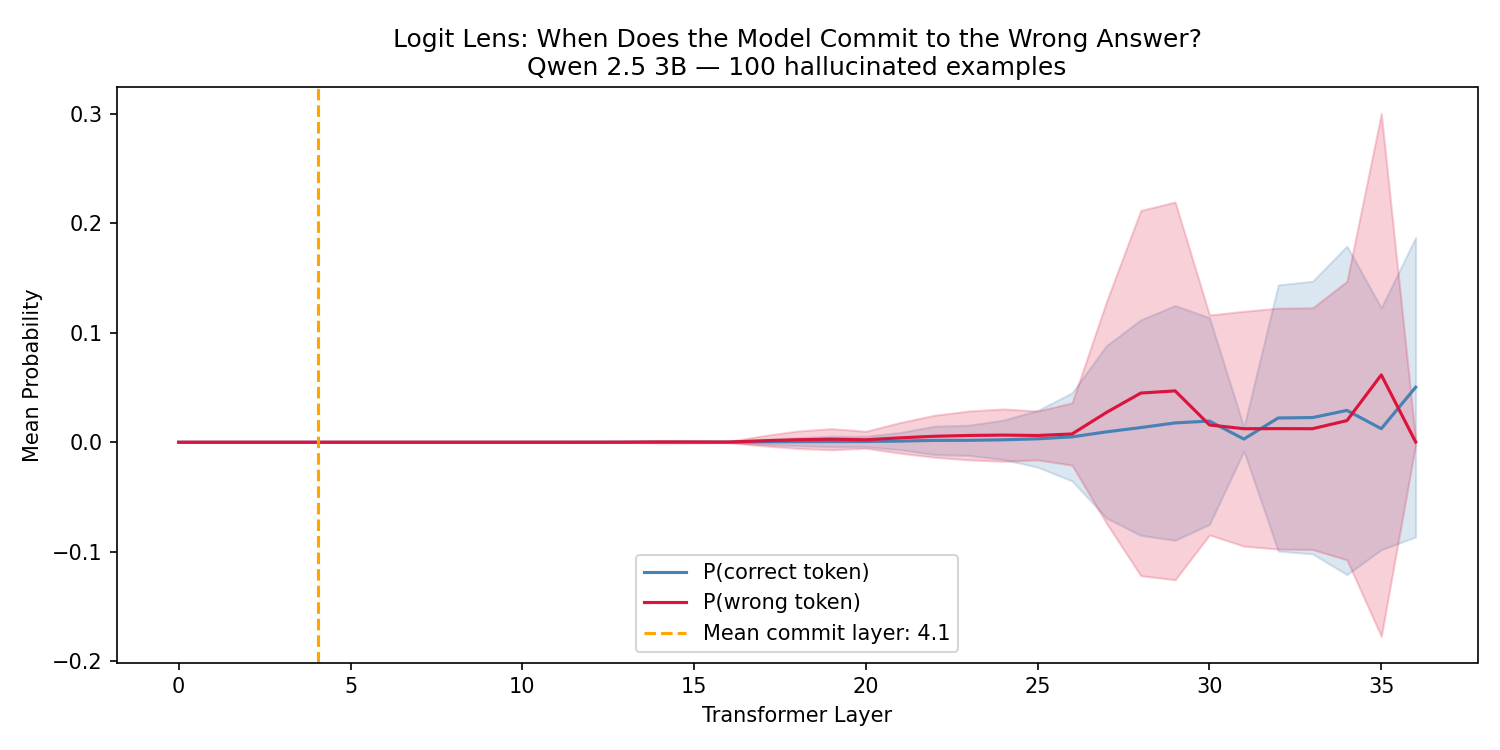 Logit Lens: When Does the Model Commit to the Wrong Answer?
Qwen 2.5 3B — 100 hallucinated examples
Mean Probability
0.3
0.2
0.1
0.0
−0.1
−0.2
P(correct token)
P(wrong token)
Mean commit layer: 4.1
0 5 10 15 20 25 30 35
Transformer Layer